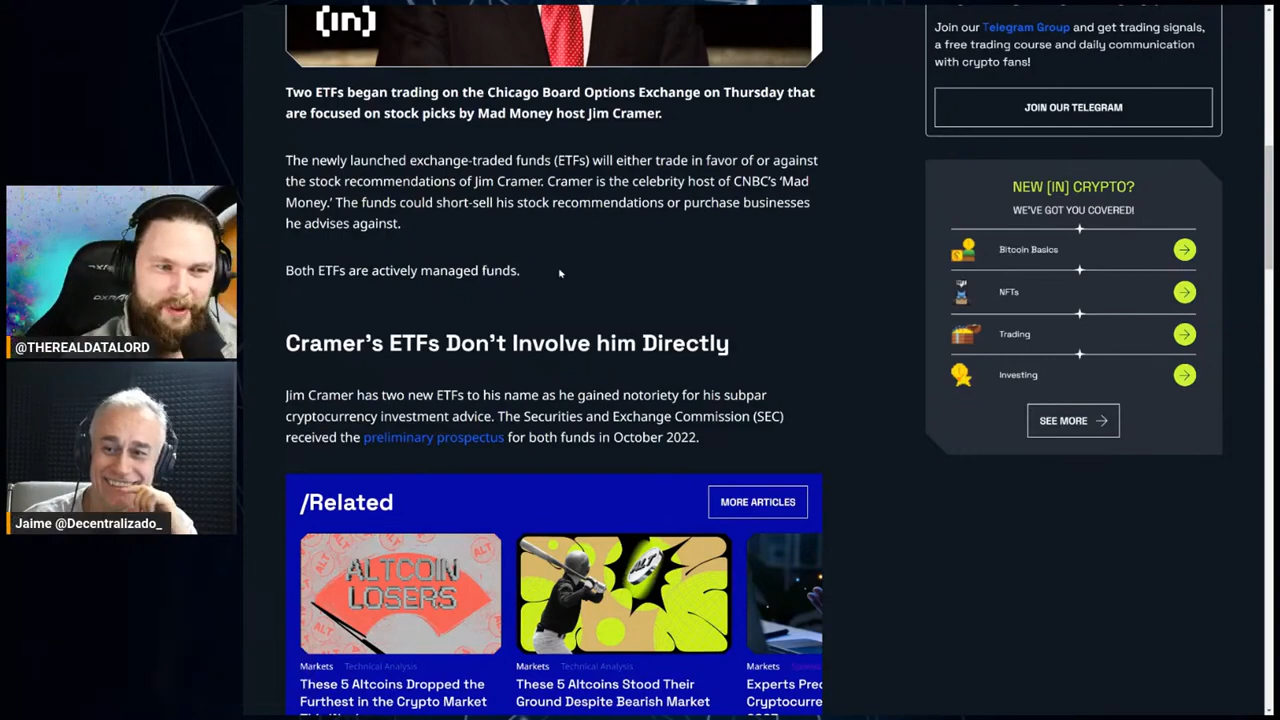 [in]
Two ETFs began trading on the Chicago Board Options Exchange on Thursday that
are focused on stock picks by Mad Money host Jim Cramer.
The newly launched exchange-traded funds (ETFs) will either trade in favor of or against
the stock recommendations of Jim Cramer. Cramer is the celebrity host of CNBC's 'Mad
Money.' The funds could short-sell his stock recommendations or purchase businesses
he advises against.
Both ETFs are actively managed funds.
Cramer's ETFs Don't Involve him Directly
Jim Cramer has two new ETFs to his name as he gained notoriety for his subpar
cryptocurrency investment advice. The Securities and Exchange Commission (SEC)
received the preliminary prospectus for both funds in October 2022.
/Related
MORE ARTICLES
ALTCOIN
LOSERS
ALT
Markets Technical Analysis
These 5 Altcoins Dropped the
Furthest in the Crypto Market
Markets Technical Analysis
These 5 Altcoins Stood Their
Ground Despite Bearish Market
Markets
Experts Pred
Cryptocurre
Join our Telegram Group and get trading signals,
a free trading course and daily communication
with crypto fans!
JOIN OUR TELEGRAM
NEW [IN] CRYPTO?
WE'VE GOT YOU COVERED!
Bitcoin Basics
NFTs
Trading
Investing
SEE MORE
@THEREALDATALORD
Jaime @Decentralizado_